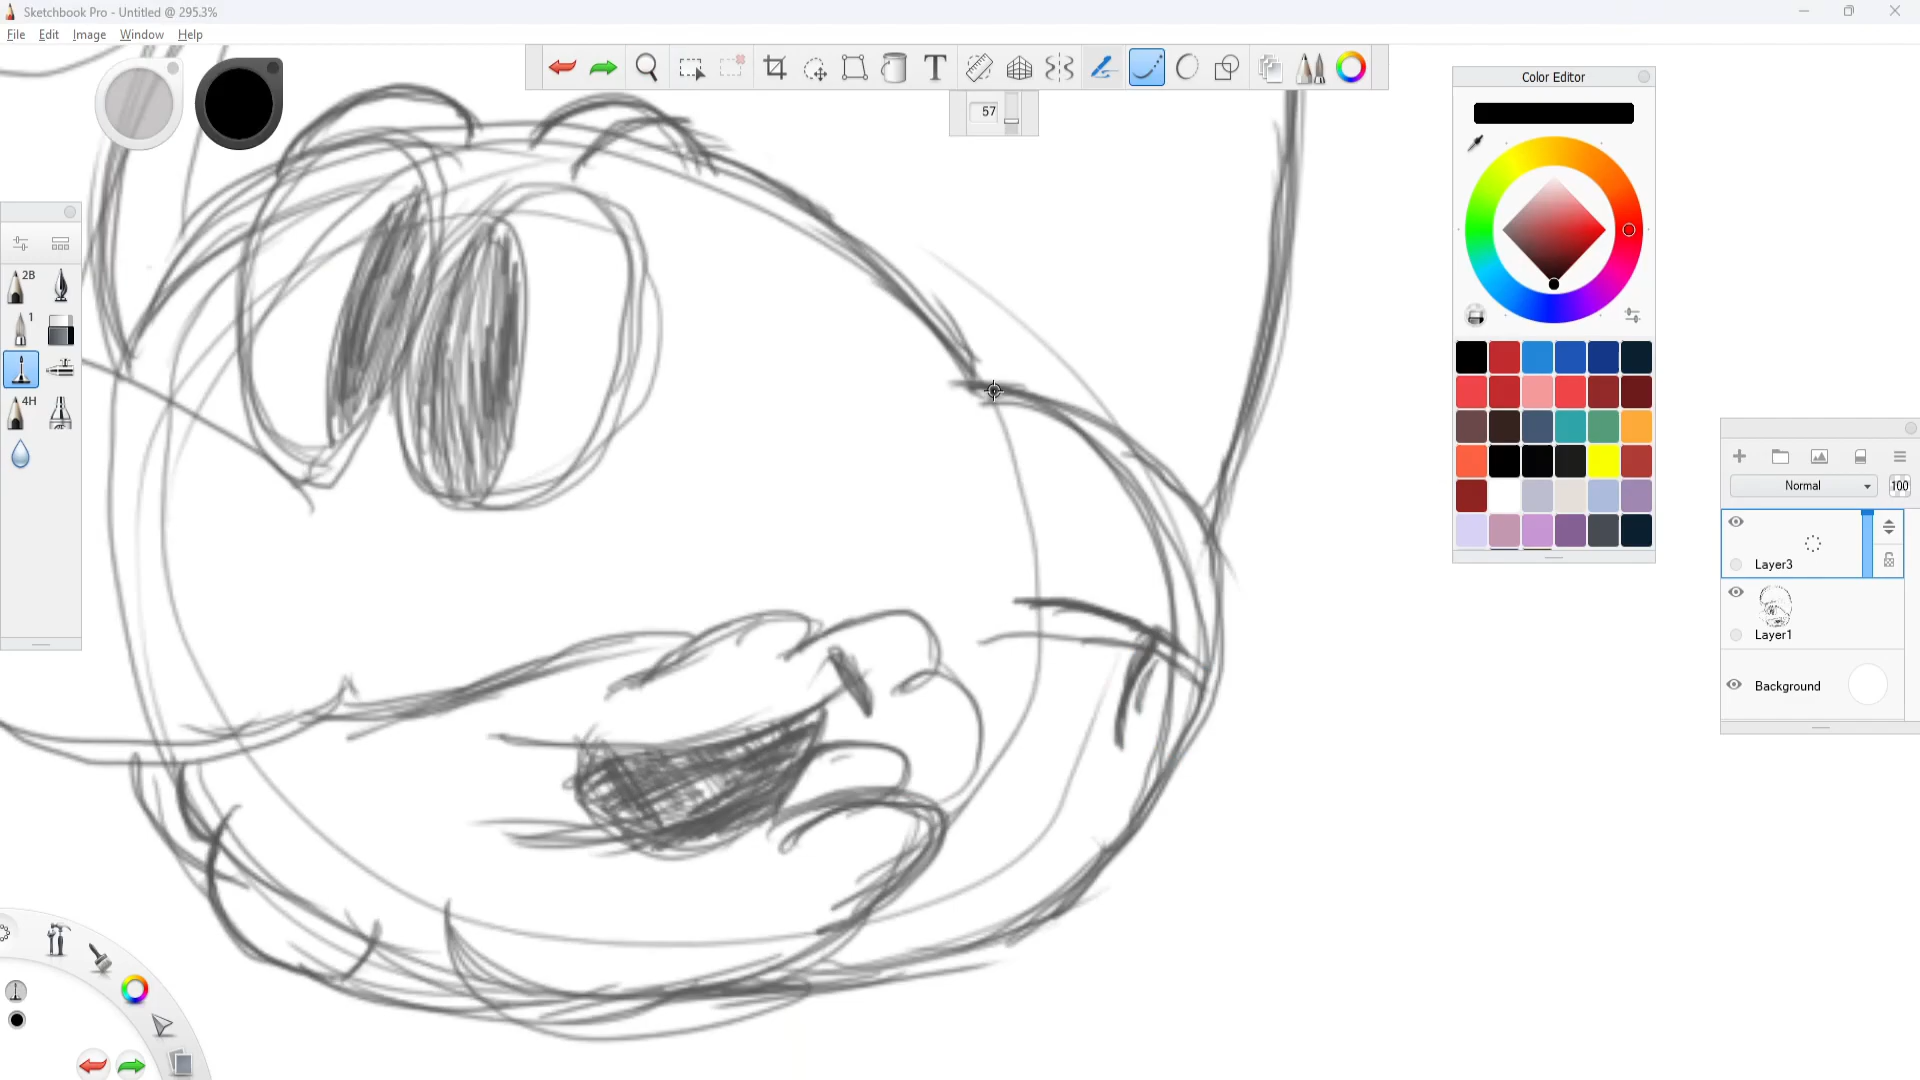 Sketchbook Pro - Untitled @ 295.3%
File Edit Image Window Help
T
57
Color Editor
2B
1
4H
Normal
100
Layer3
Layer1
Background